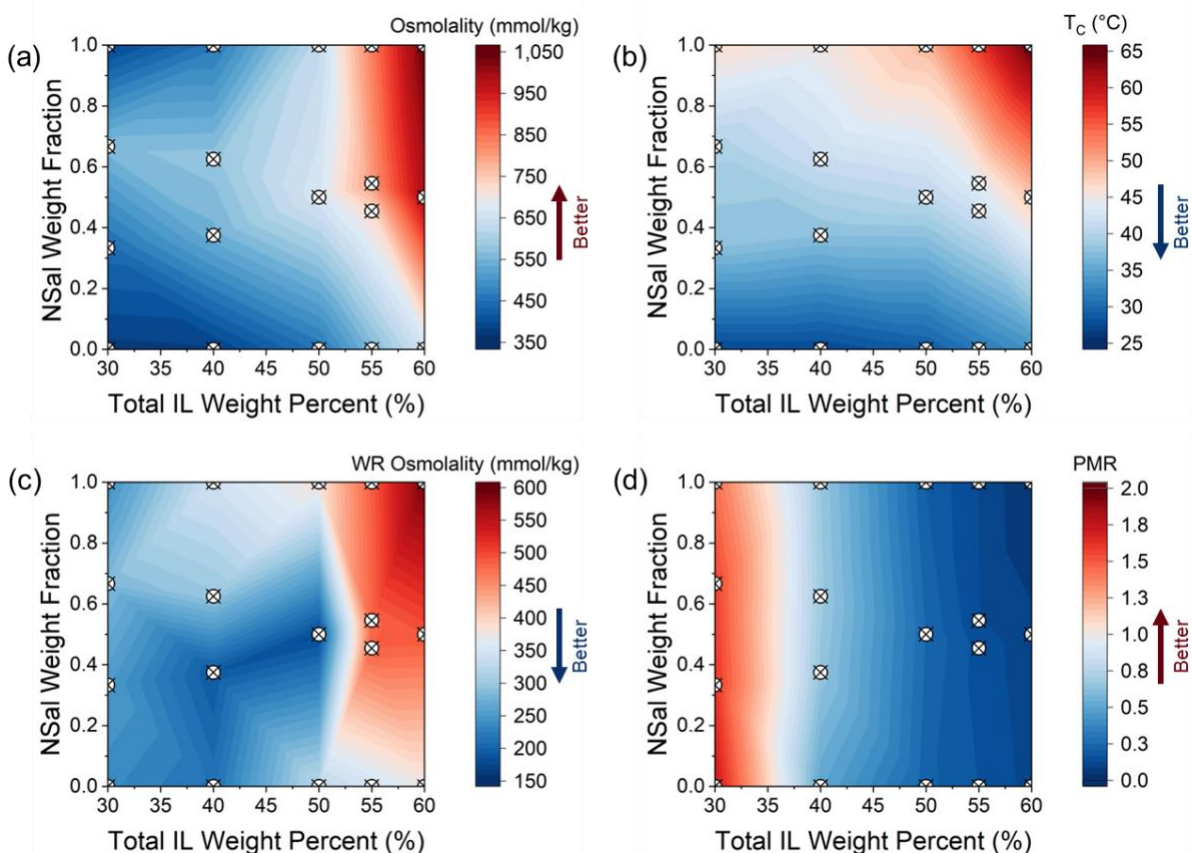 (a)
Osmolality (mmol/kg)
NSal Weight Fraction
1.0
0.8
0.6
0.4
0.2
0.0
30 35 40 45 50 55 60
Total IL Weight Percent (%)
1,050
950
850
750
650
550
450
350
Better
(b)
T_C (°C)
NSal Weight Fraction
1.0
0.8
0.6
0.4
0.2
0.0
30 35 40 45 50 55 60
Total IL Weight Percent (%)
65
60
55
50
45
40
35
30
25
Better
(c)
WR Osmolality (mmol/kg)
NSal Weight Fraction
1.0
0.8
0.6
0.4
0.2
0.0
30 35 40 45 50 55 60
Total IL Weight Percent (%)
600
550
500
450
400
350
300
250
200
150
Better
(d)
PMR
NSal Weight Fraction
1.0
0.8
0.6
0.4
0.2
0.0
30 35 40 45 50 55 60
Total IL Weight Percent (%)
2.0
1.8
1.5
1.3
1.0
0.8
0.5
0.3
0.0
Better